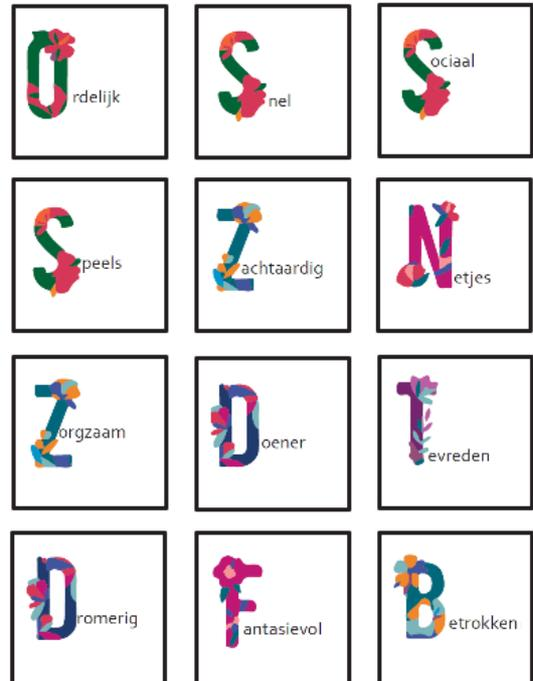 Ordelijk
Snel
Sociaal
Speels
Zachtaardig
Netjes
Zorgzaam
Doener
Tevreden
Dromerig
Fantasievol
Betrokken